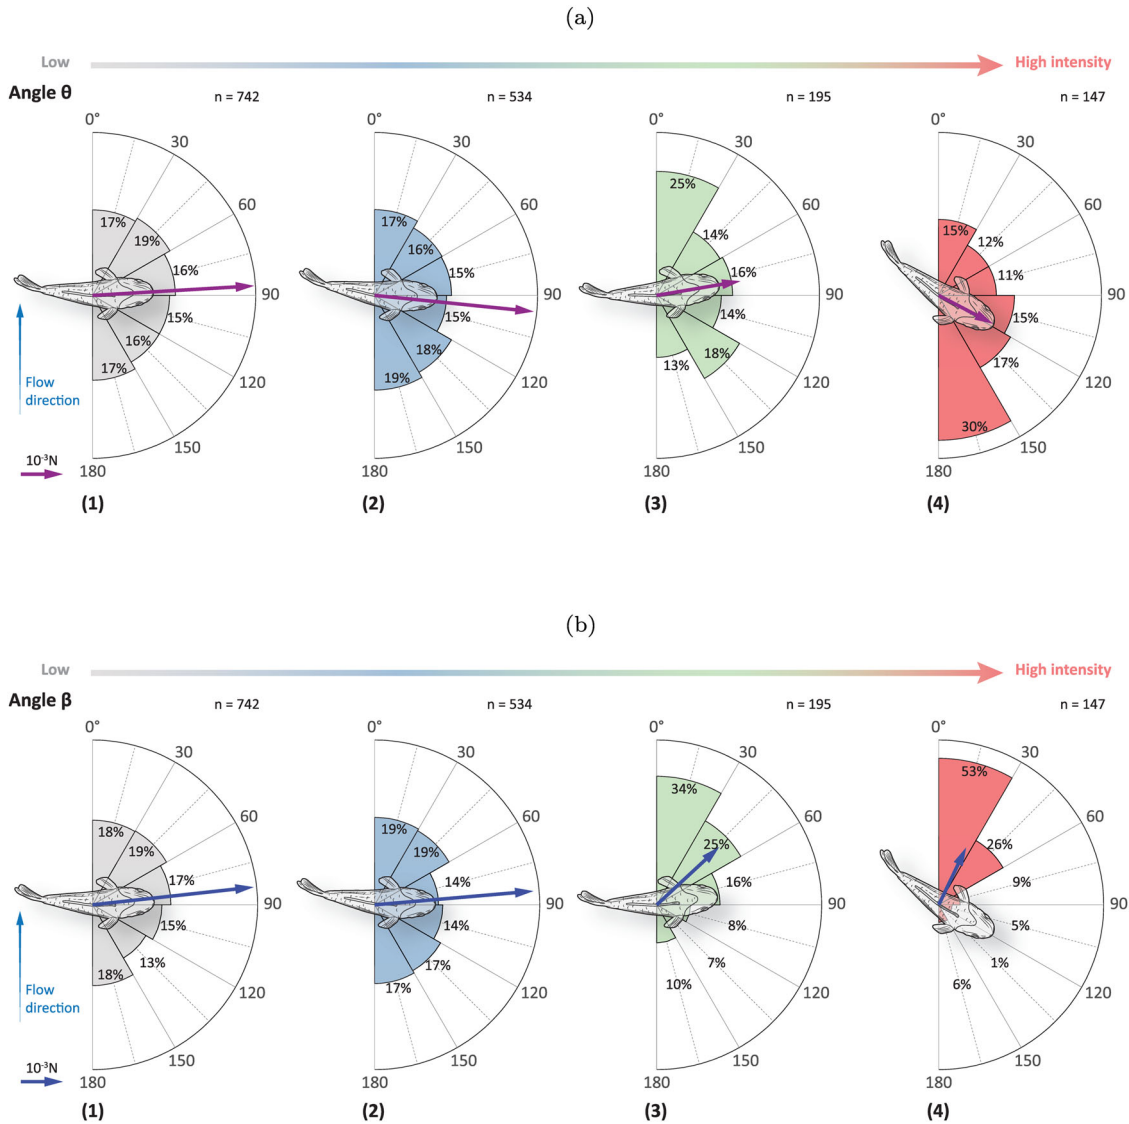 (a)
Low High intensity
Angle θ n = 742 n = 534 n = 195 n = 147
0° 0° 0° 0°
30 30 30 30
17% 19% 16% 15% 16% 17%
17% 16% 15% 15% 18% 19%
25% 14% 16% 14% 18% 13%
15% 12% 11% 15% 17% 30%
60 60 60 60
90 90 90 90
120 120 120 120
150 150 150 150
180 180 180 180
Flow
direction
10⁻³N
(1) (2) (3) (4)
(b)
Low High intensity
Angle β n = 742 n = 534 n = 195 n = 147
0° 0° 0° 0°
30 30 30 30
18% 19% 17% 15% 13% 18%
19% 19% 14% 14% 17% 17%
34% 25% 16% 8% 7% 10%
53% 26% 9% 5% 1% 6%
60 60 60 60
90 90 90 90
120 120 120 120
150 150 150 150
180 180 180 180
Flow
direction
10⁻³N
(1) (2) (3) (4)